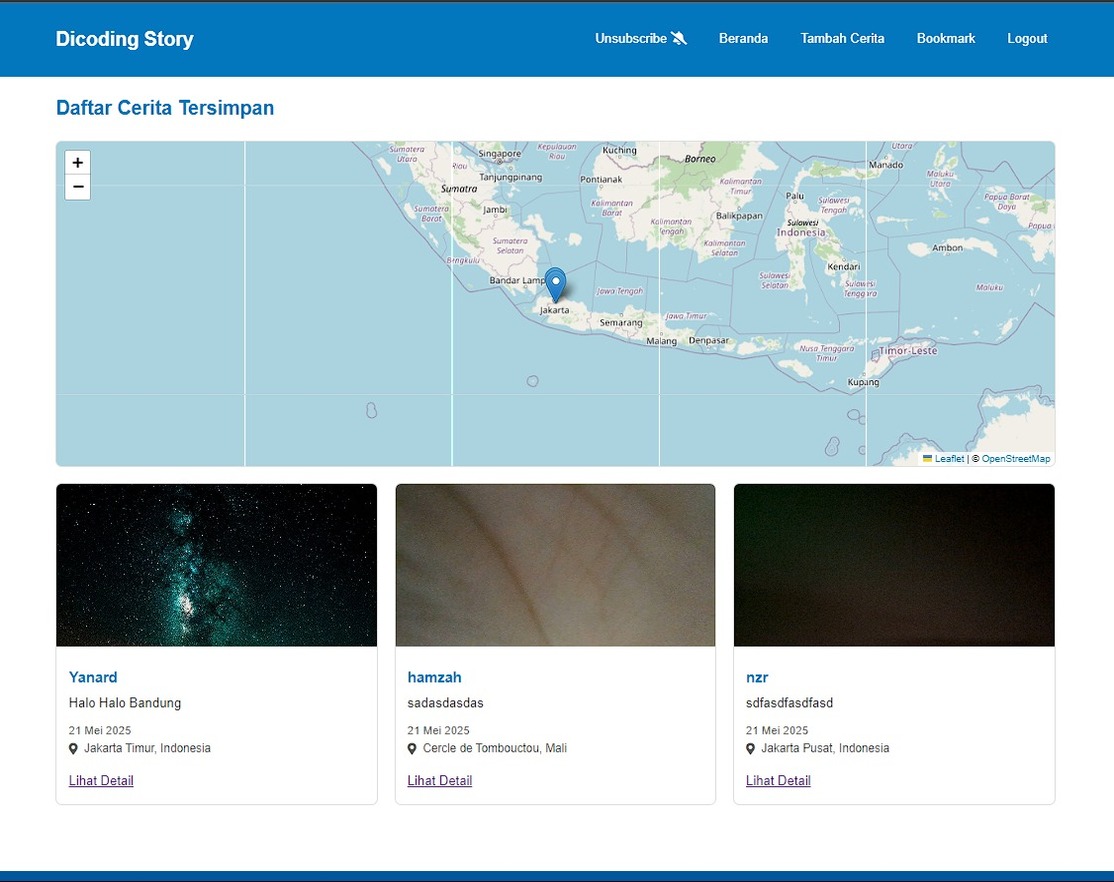 Dicoding Story
Unsubscribe
Beranda
Tambah Cerita
Bookmark
Logout
Daftar Cerita Tersimpan
+
−
Sumatera
Utara
Riau
Singapore
Kepulauan
Riau
Kuching
Borneo
Utara
Manado
Maluku
Utara
Sumatra
Tanjungpinang
Pontianak
Kalimantan
Timur
Palu
Sulawesi
Tengah
Papua Barat
Daya
Sumatera
Barat
Jambi
Kalimantan
Barat
Kalimantan
Tengah
Balikpapan
Sulawesi
Indonesia
Papua
Sumatera
Selatan
Kalimantan
Selatan
Ambon
Bengkulu
Kendari
Bandar Lamp
Sulawesi
Selatan
Sulawesi
Tenggara
Maluku
Jawa Tengah
Jakarta
Semarang
Jawa Timur
Malang
Denpasar
Nusa Tenggara
Timur
Timor-Leste
Kupang
Leaflet | © OpenStreetMap
Yanard
Halo Halo Bandung
21 Mei 2025
Jakarta Timur, Indonesia
Lihat Detail
hamzah
sadasdasdas
21 Mei 2025
Cercle de Tombouctou, Mali
Lihat Detail
nzr
sdfasdfasdfasd
21 Mei 2025
Jakarta Pusat, Indonesia
Lihat Detail